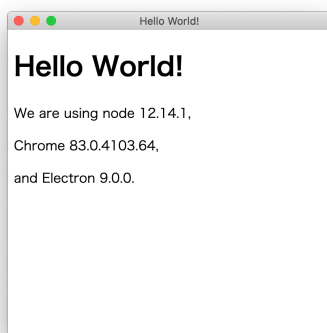 Hello World!
Hello World!
We are using node 12.14.1,
Chrome 83.0.4103.64,
and Electron 9.0.0.